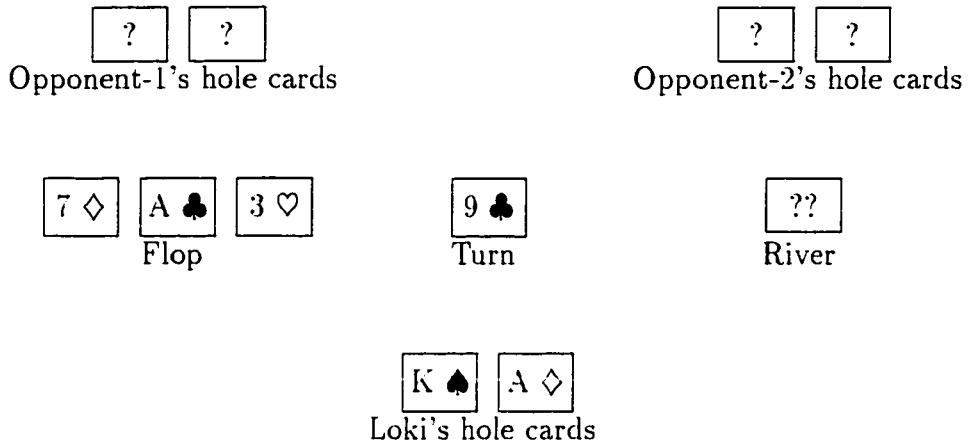 ? ? ? ?
Opponent-1's hole cards Opponent-2's hole cards
7 ♢ A ♣ 3 ♡ 9 ♣ ??
Flop Turn River
K ♠ A ♢
Loki's hole cards